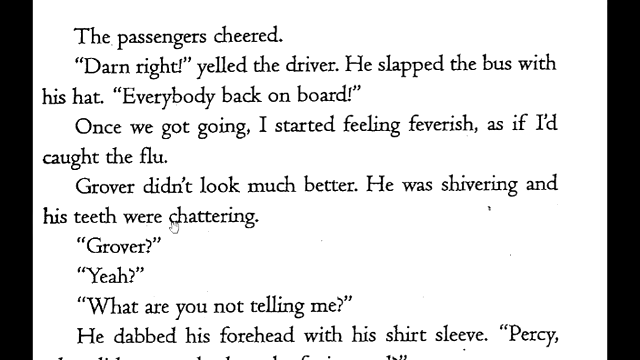 The passengers cheered.
“Darn right!” yelled the driver. He slapped the bus with
his hat. “Everybody back on board!”
Once we got going, I started feeling feverish, as if I’d
caught the flu.
Grover didn’t look much better. He was shivering and
his teeth were chattering.
“Grover?”
“Yeah?”
“What are you not telling me?”
He dabbed his forehead with his shirt sleeve. “Percy,